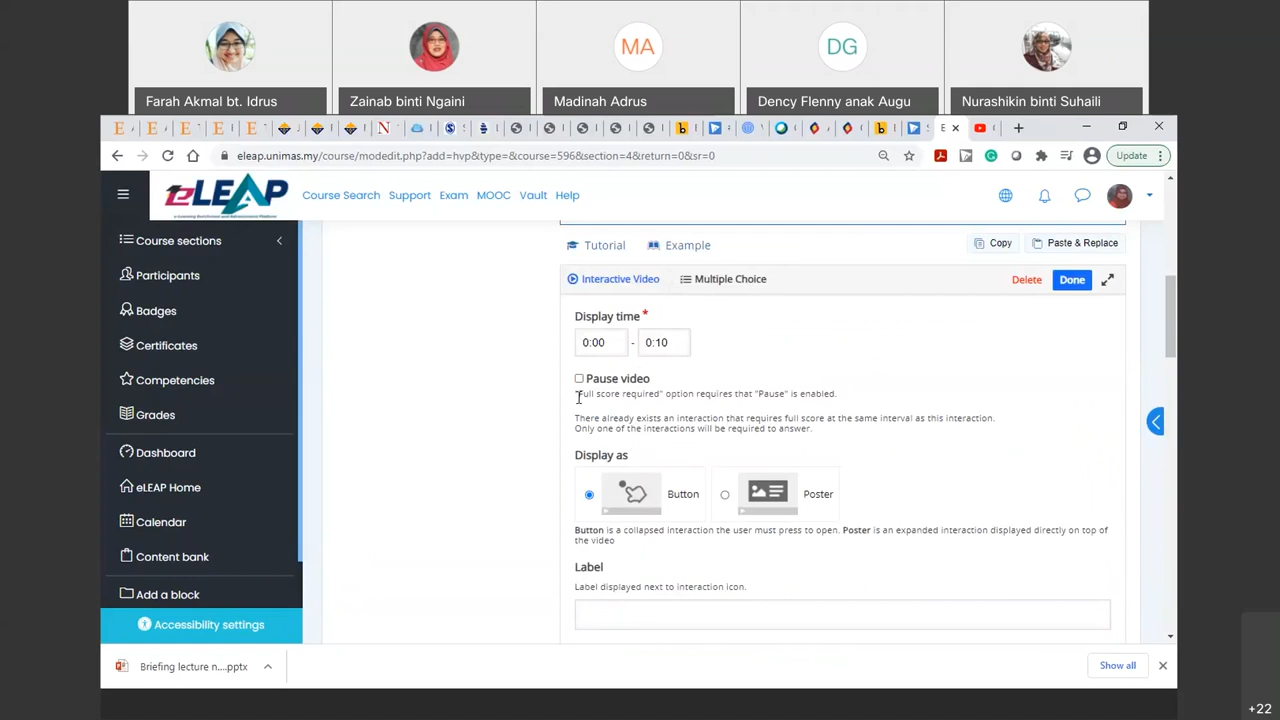 MA
DG
Farah Akmal bt. Idrus
Zainab binti Ngaini
Madinah Adrus
Dency Flenny anak Augu
Nurashikin binti Suhaili
eleap.unimas.my/course/modedit.php?add=hvp&type=&course=596&section=4&return=0&sr=0
Update
eLEAP
Course Search
Support
Exam
MOOC
Vault
Help
Course sections
Participants
Badges
Certificates
Competencies
Grades
Dashboard
eLEAP Home
Calendar
Content bank
Add a block
Accessibility settings
Tutorial
Example
Copy
Paste & Replace
Interactive Video
Multiple Choice
Delete
Done
Display time *
0:00 - 0:10
Pause video
"Full score required" option requires that "Pause" is enabled.
There already exists an interaction that requires full score at the same interval as this interaction.
Only one of the interactions will be required to answer.
Display as
Button
Poster
Button is a collapsed interaction the user must press to open. Poster is an expanded interaction displayed directly on top of
the video
Label
Label displayed next to interaction icon.
Briefing lecture n....pptx
Show all
+22